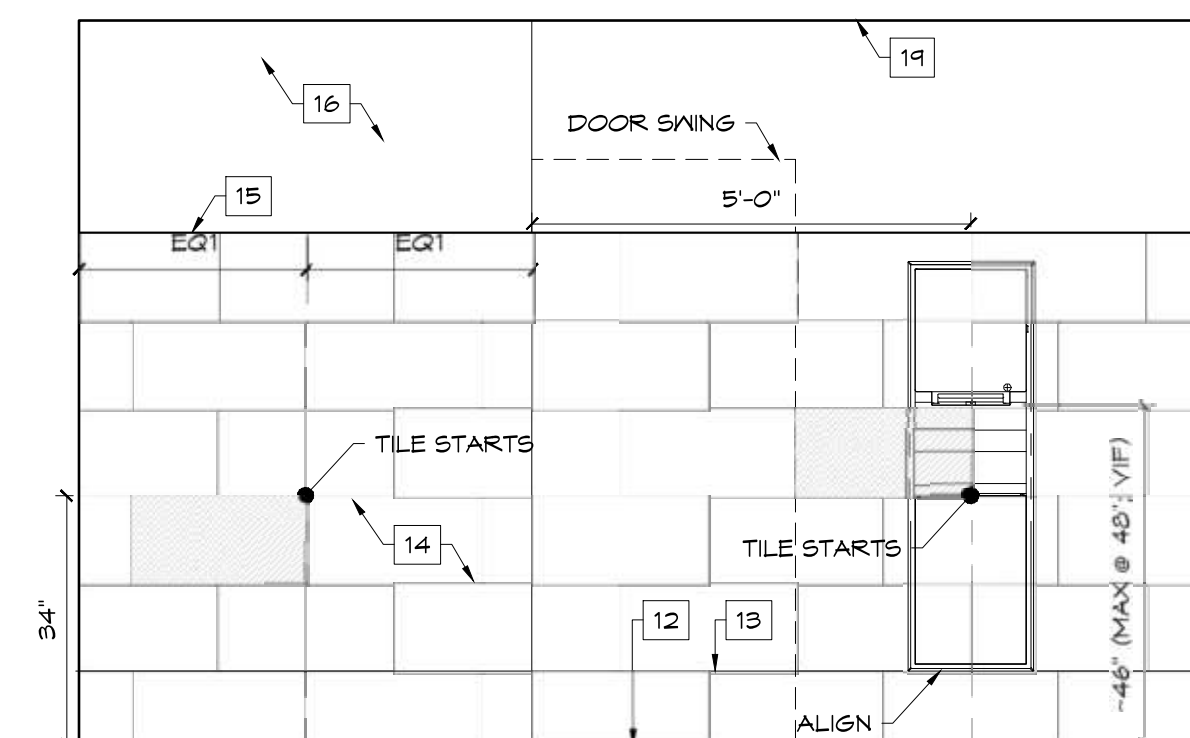 19
16
DOOR SWING
15
5'-0"
EQ1
EQ1
TILE STARTS
14
TILE STARTS
~46" (MAX @ 48"; VIF)
34"
12
13
ALIGN